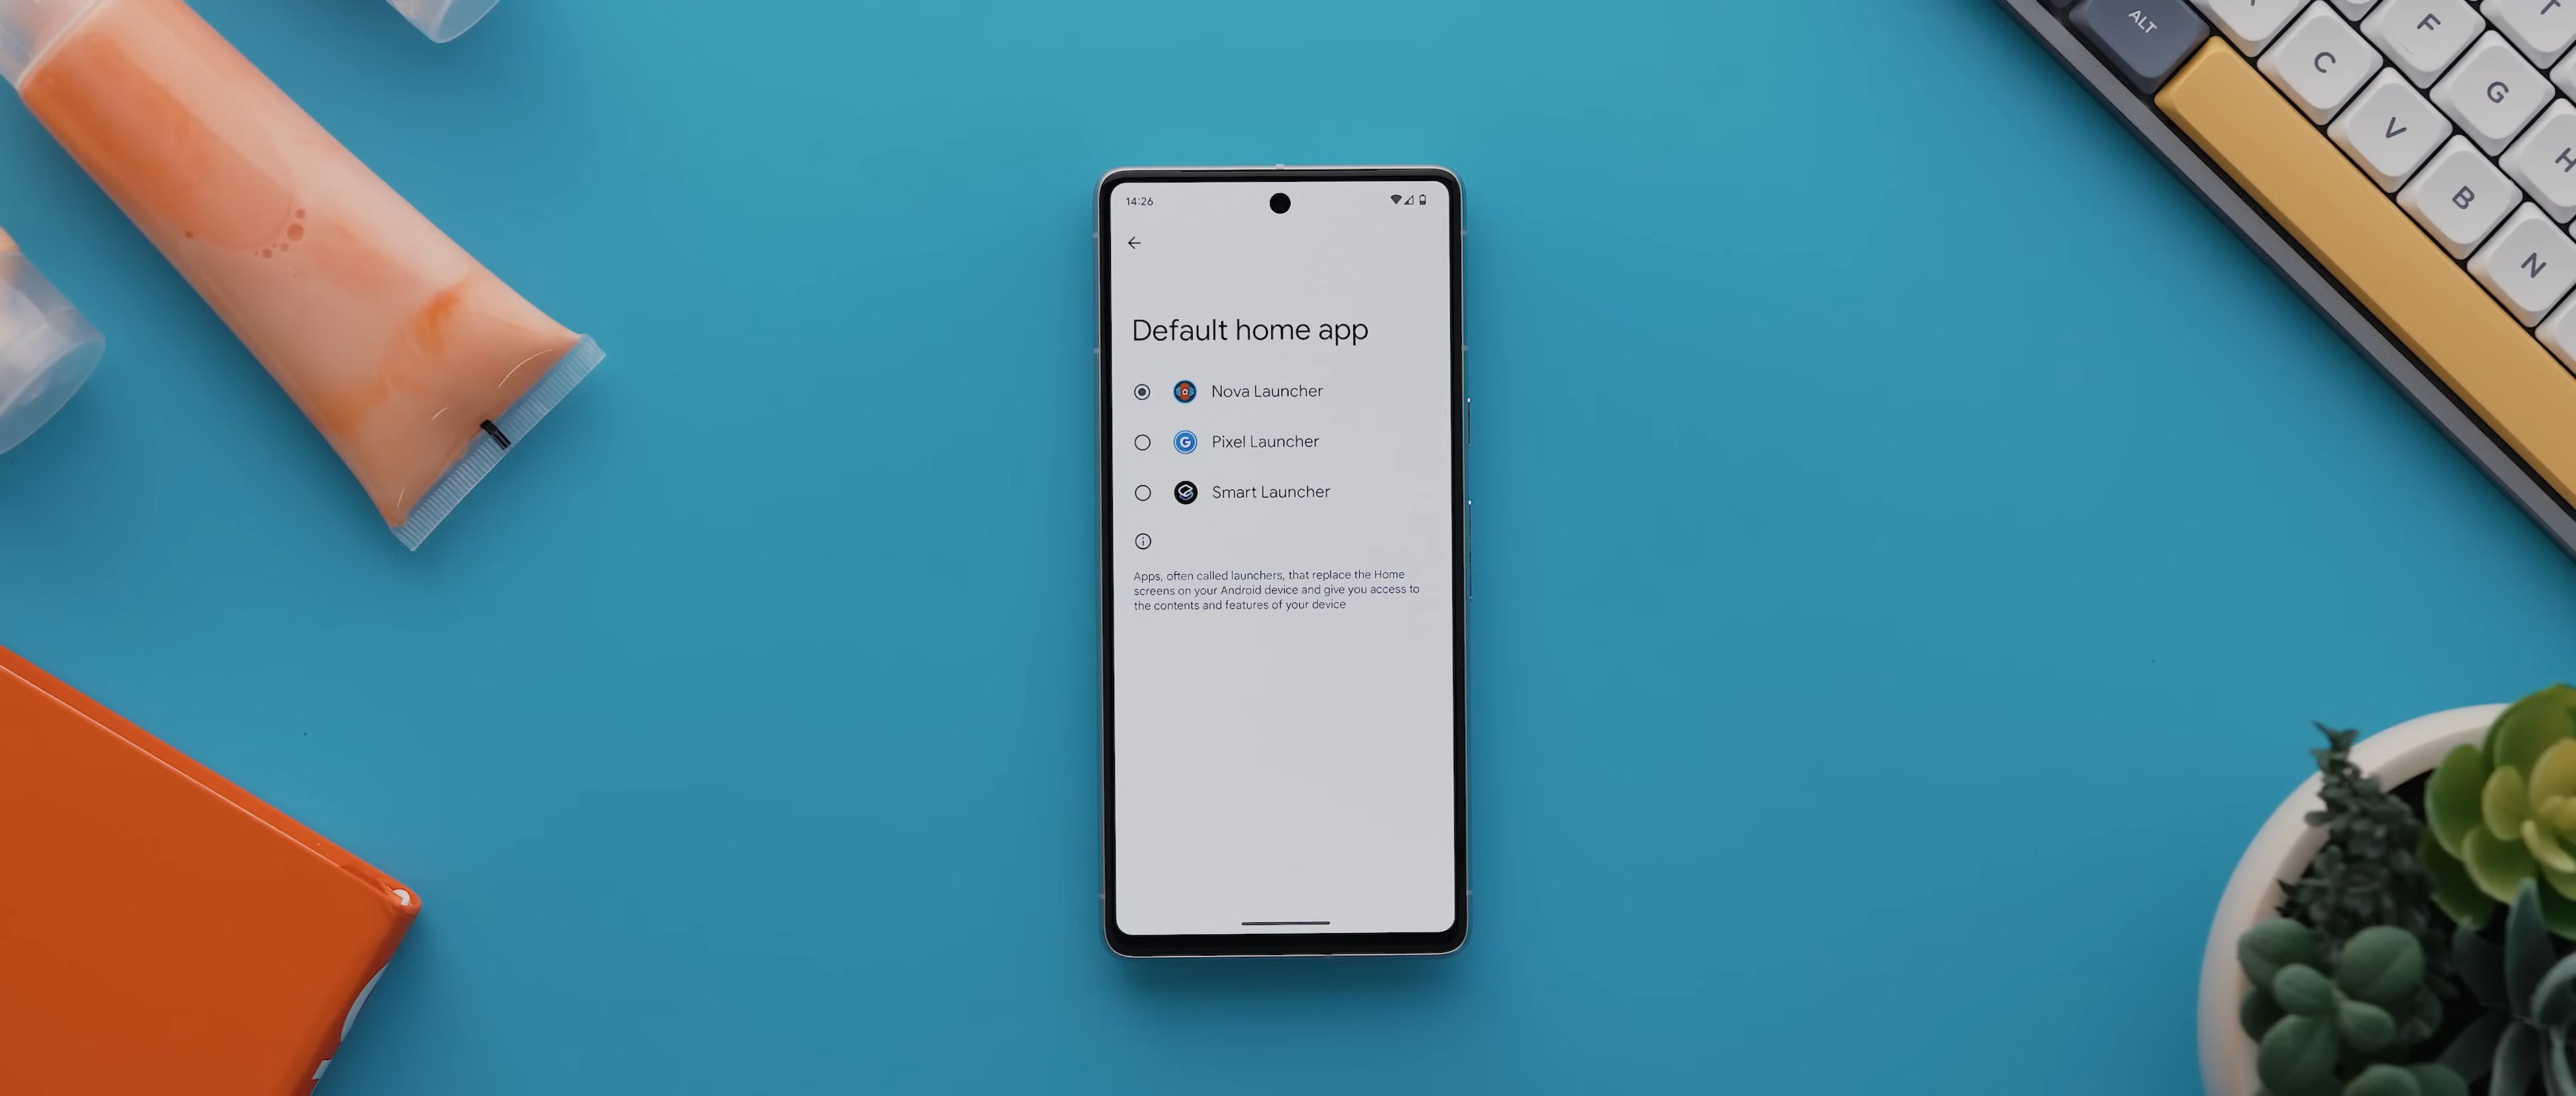 14:26
Default home app
Nova Launcher
Pixel Launcher
Smart Launcher
Apps, often called launchers, that replace the Home
screens on your Android device and give you access to
the contents and features of your device
ALT
C
F
V
G
B
H
N